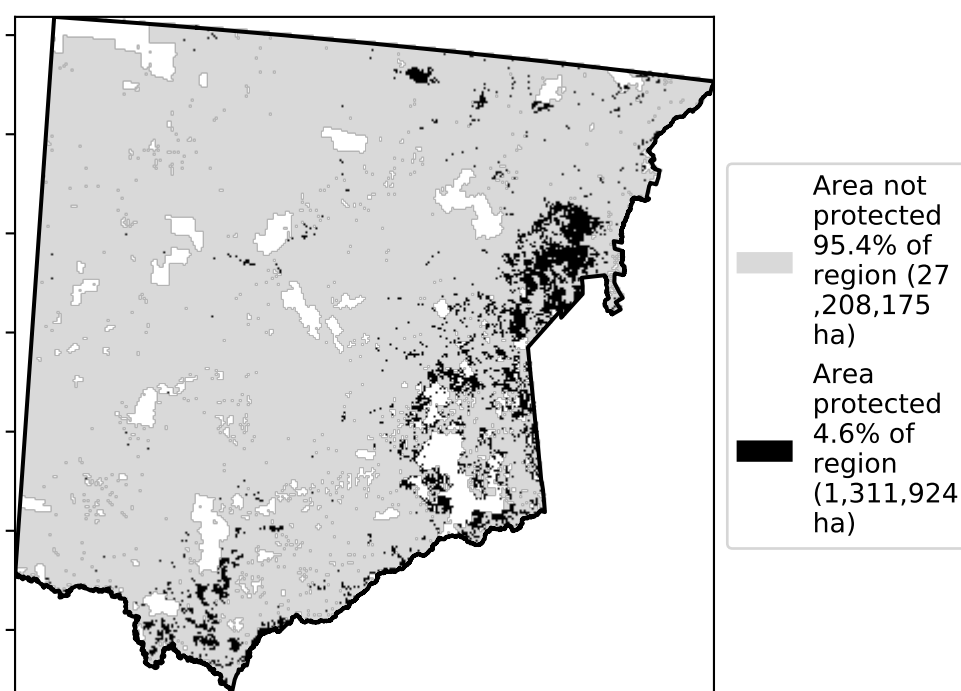 Area not
protected
95.4% of
region (27
,208,175
ha)
Area
protected
4.6% of
region
(1,311,924
ha)